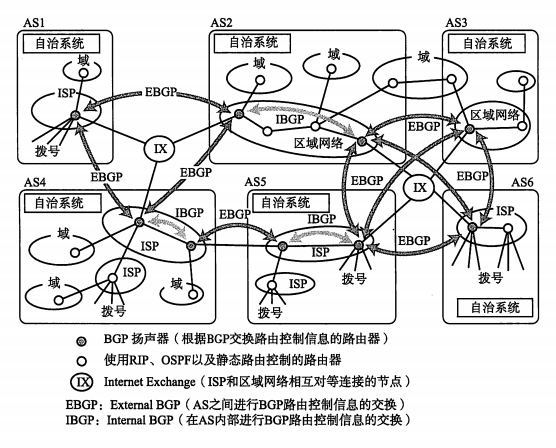 AS1
自治系统
域
ISP
拨号
EBGP
AS2
自治系统
域
域
IBGP
区域网络
域
AS3
自治系统
区域网络
EBGP
IX
EBGP
EBGP
EBGP
EBGP
IX
AS4
自治系统
IBGP
ISP
域
域
ISP
拨号
域
EBGP
AS5
自治系统
IBGP
ISP
ISP
拨号
拨号
EBGP
AS6
ISP
拨号
自治系统
BGP 扬声器（根据BGP交换路由控制信息的路由器）
使用RIP、OSPF以及静态路由控制的路由器
IX Internet Exchange（ISP和区域网络相互对等连接的节点）
EBGP：External BGP（AS之间进行BGP路由控制信息的交换）
IBGP：Internal BGP（在AS内部进行BGP路由控制信息的交换）